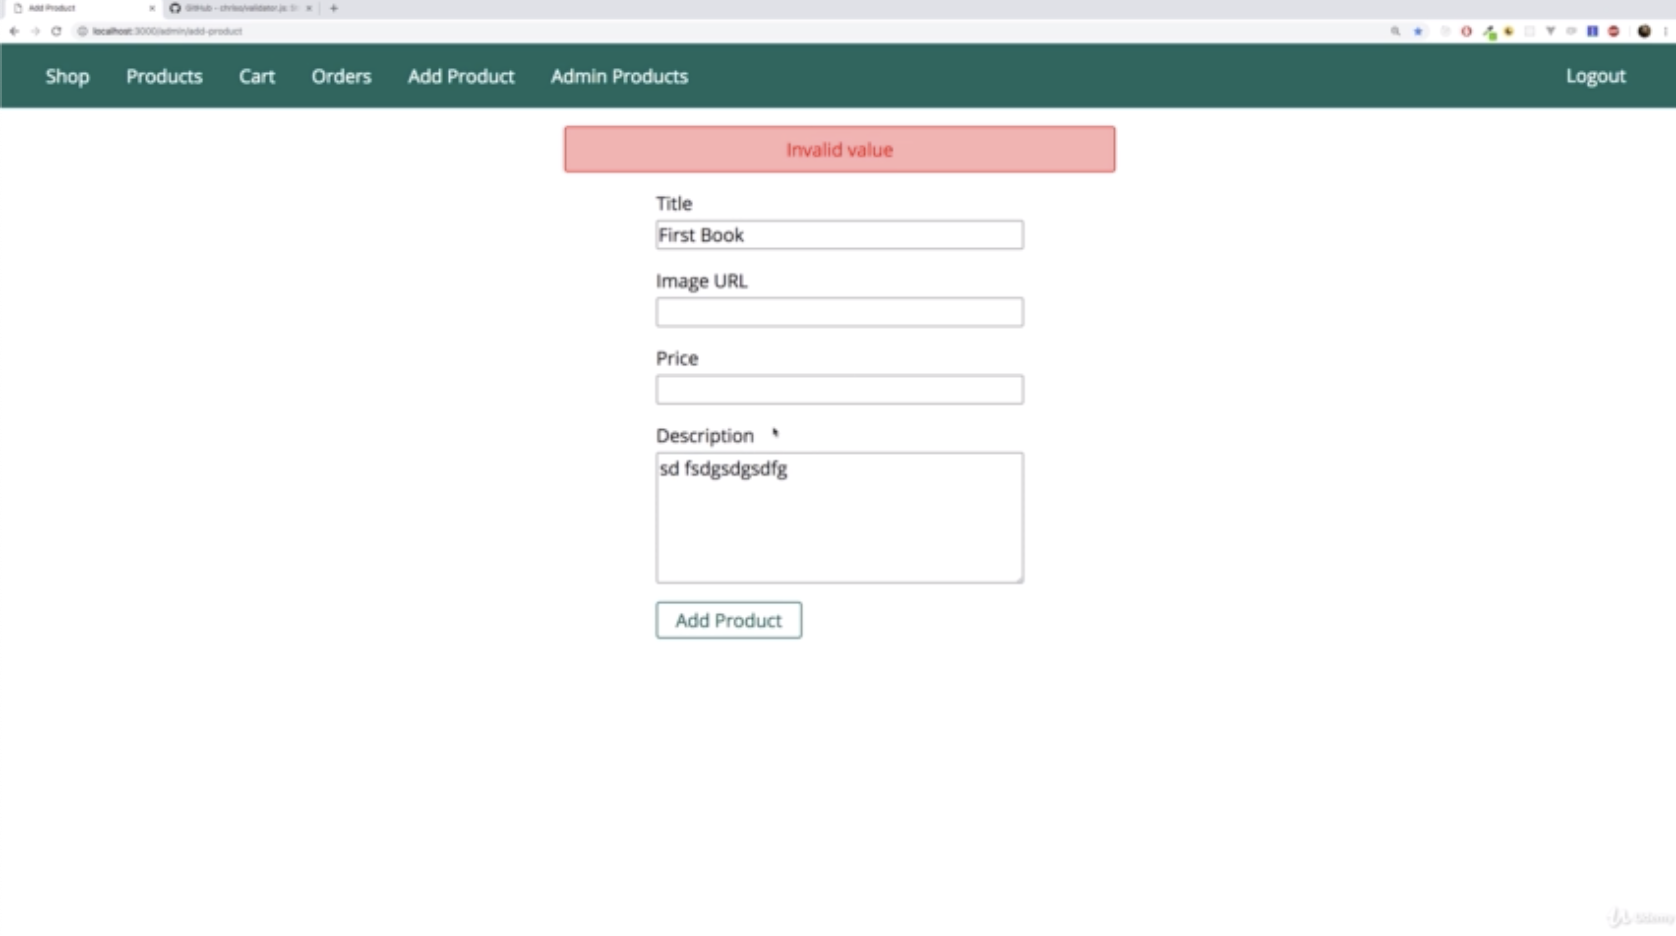 Add Product
GitHub - chriso/validator.js: St
localhost:3000/admin/add-product
Shop Products Cart Orders Add Product Admin Products Logout
Invalid value
Title
First Book
Image URL
Price
Description
sd fsdgsdgsdfg
Add Product
Udemy